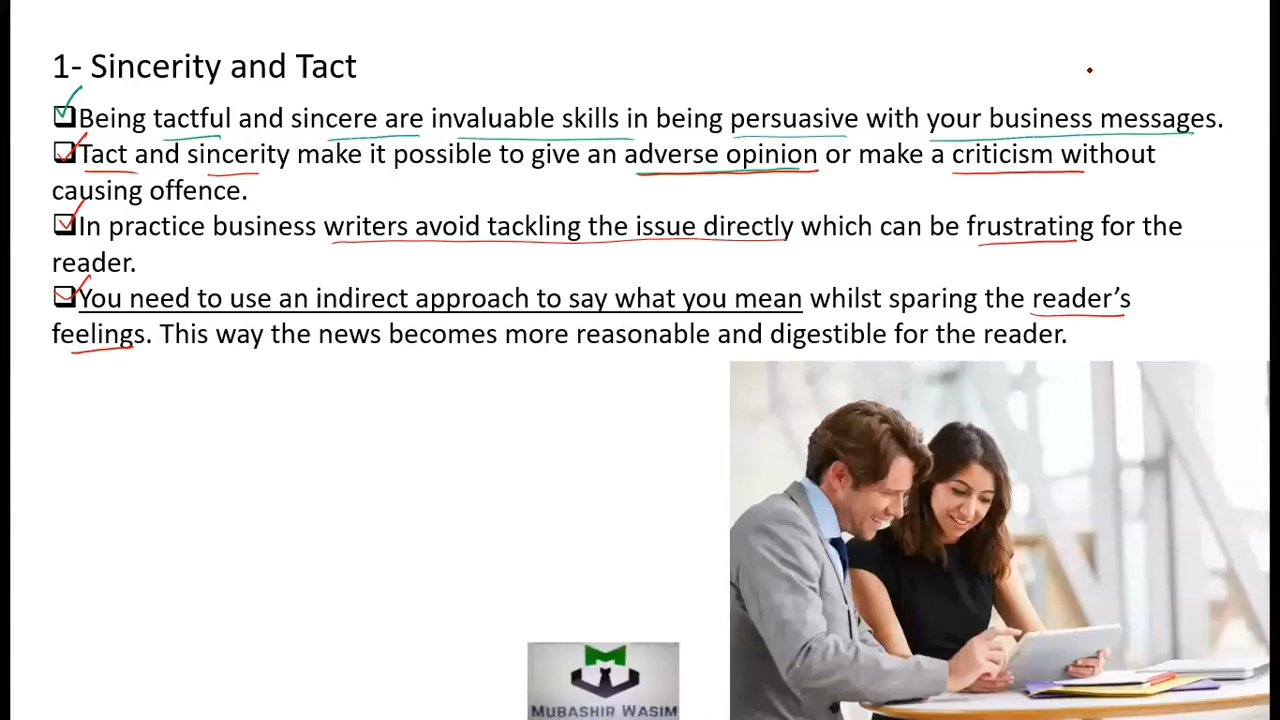 1- Sincerity and Tact
Being tactful and sincere are invaluable skills in being persuasive with your business messages.
Tact and sincerity make it possible to give an adverse opinion or make a criticism without
causing offence.
In practice business writers avoid tackling the issue directly which can be frustrating for the
reader.
You need to use an indirect approach to say what you mean whilst sparing the reader’s
feelings. This way the news becomes more reasonable and digestible for the reader.
MUBASHIR WASIM